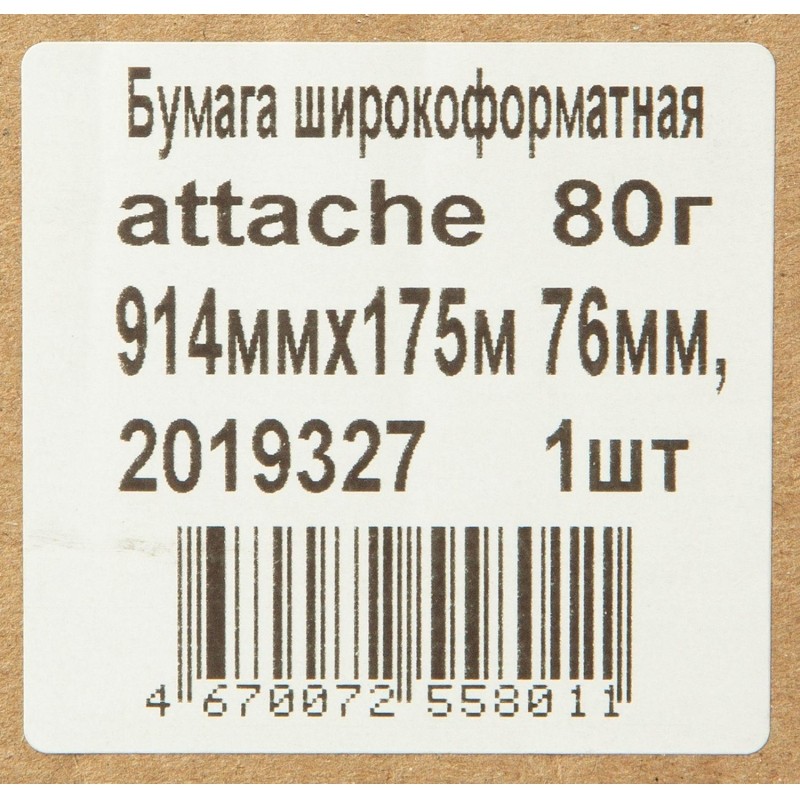 Бумага широкоформатная
attache 80г
914ммх175м 76мм,
2019327 1шт
4 670072 558011